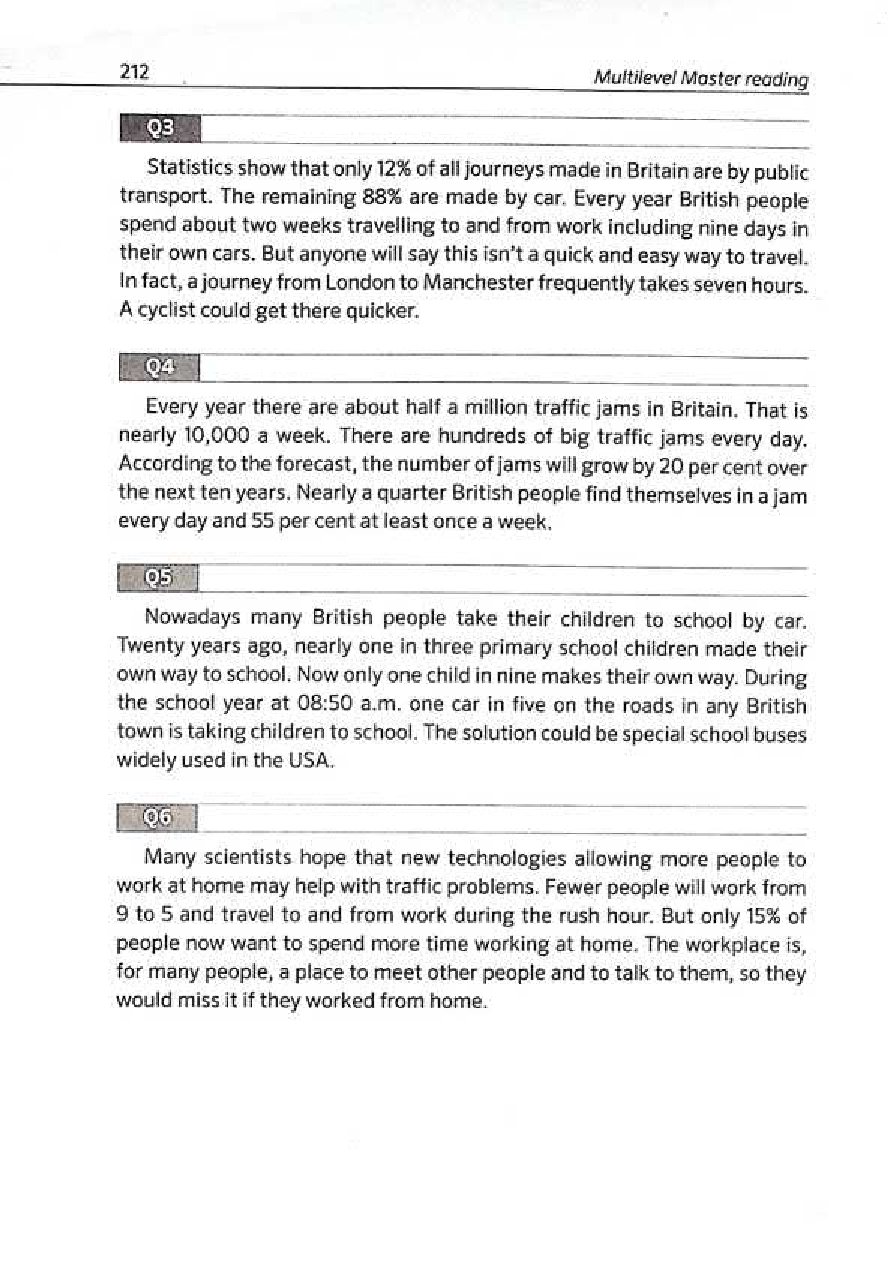 212
Multilevel Master reading
Q3
Statistics show that only 12% of all journeys made in Britain are by public
transport. The remaining 88% are made by car. Every year British people
spend about two weeks travelling to and from work including nine days in
their own cars. But anyone will say this isn't a quick and easy way to travel.
In fact, a journey from London to Manchester frequently takes seven hours.
A cyclist could get there quicker.
Q4
Every year there are about half a million traffic jams in Britain. That is
nearly 10,000 a week. There are hundreds of big traffic jams every day.
According to the forecast, the number of jams will grow by 20 per cent over
the next ten years. Nearly a quarter British people find themselves in a jam
every day and 55 per cent at least once a week.
Q5
Nowadays many British people take their children to school by car.
Twenty years ago, nearly one in three primary school children made their
own way to school. Now only one child in nine makes their own way. During
the school year at 08:50 a.m. one car in five on the roads in any British
town is taking children to school. The solution could be special school buses
widely used in the USA.
Q6
Many scientists hope that new technologies allowing more people to
work at home may help with traffic problems. Fewer people will work from
9 to 5 and travel to and from work during the rush hour. But only 15% of
people now want to spend more time working at home. The workplace is,
for many people, a place to meet other people and to talk to them, so they
would miss it if they worked from home.